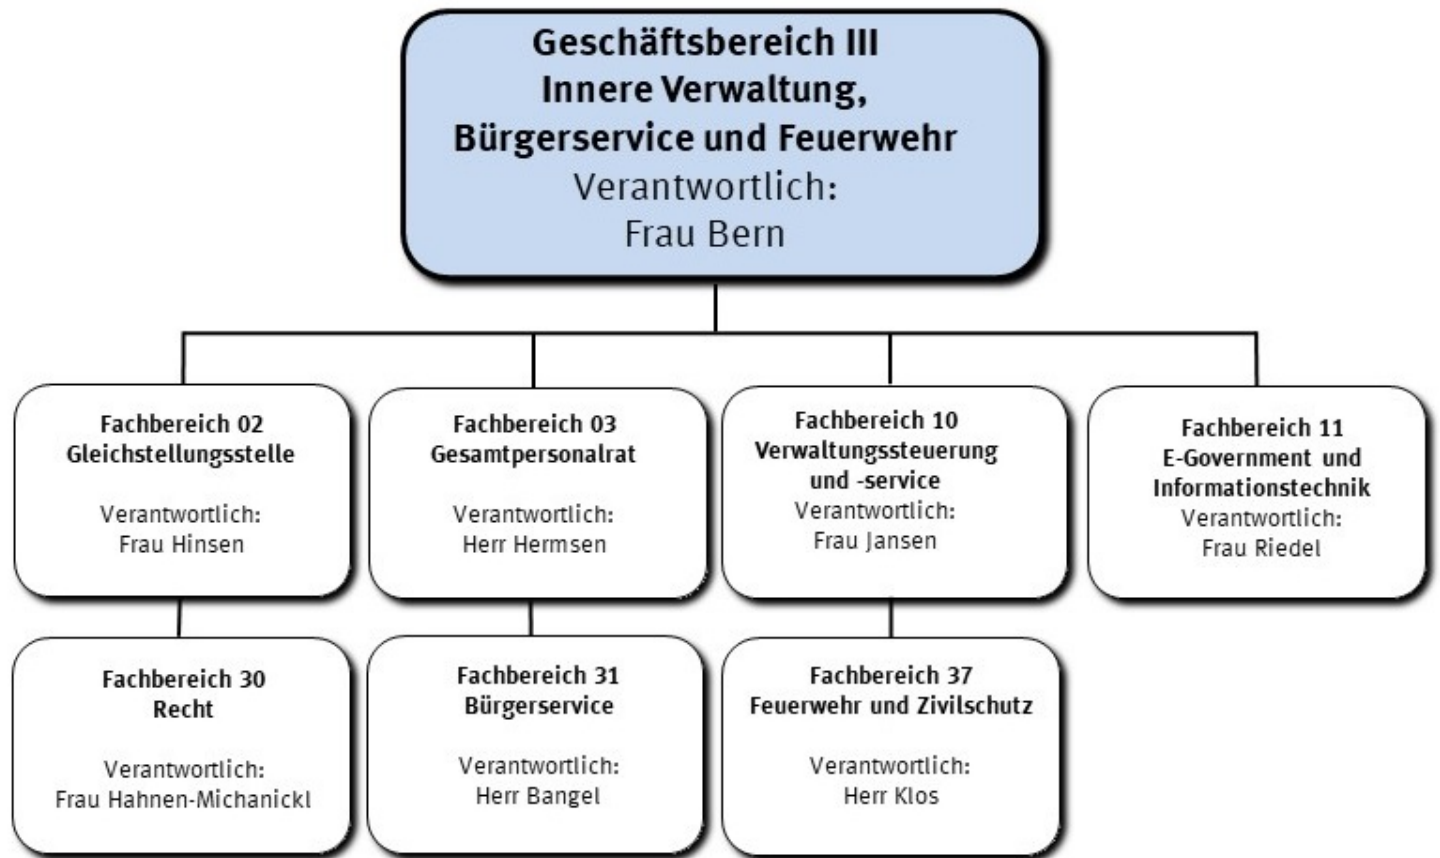 Geschäftsbereich III
Innere Verwaltung,
Bürgerservice und Feuerwehr
Verantwortlich:
Frau Bern
Fachbereich 02
Gleichstellungsstelle
Verantwortlich:
Frau Hinsen
Fachbereich 03
Gesamtpersonalrat
Verantwortlich:
Herr Hermsen
Fachbereich 10
Verwaltungssteuerung
und -service
Verantwortlich:
Frau Jansen
Fachbereich 11
E-Government und
Informationstechnik
Verantwortlich:
Frau Riedel
Fachbereich 30
Recht
Verantwortlich:
Frau Hahnen-Michanickl
Fachbereich 31
Bürgerservice
Verantwortlich:
Herr Bangel
Fachbereich 37
Feuerwehr und Zivilschutz
Verantwortlich:
Herr Klos